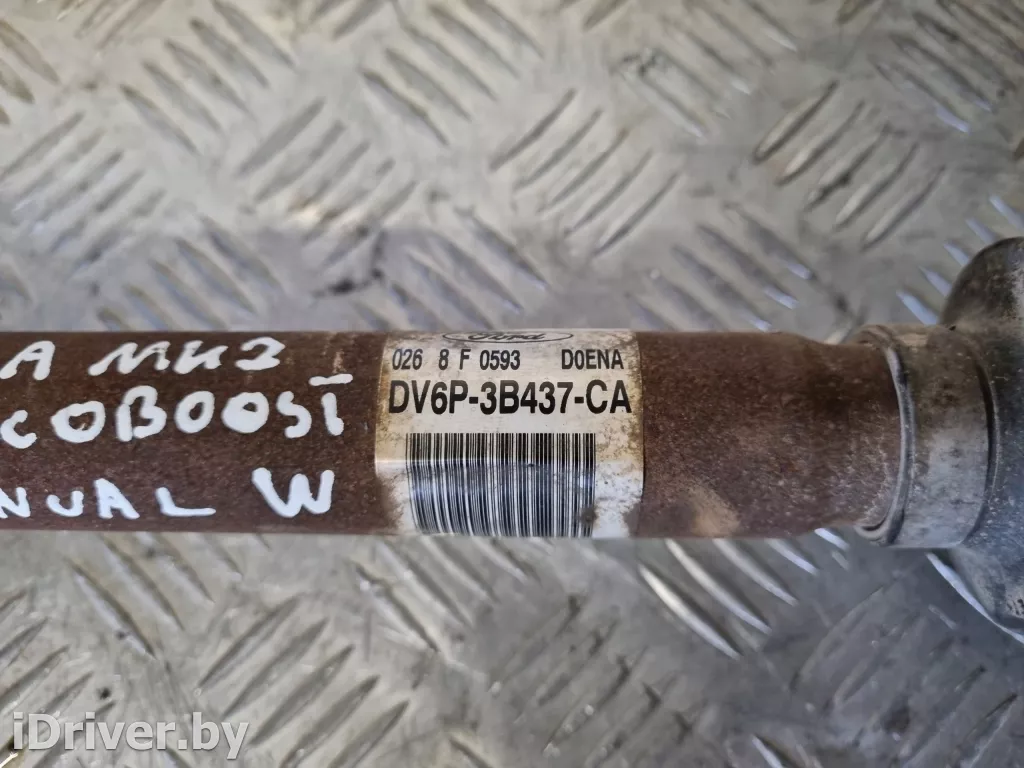 A MK2
COBOOST
NUAL W
Ford
026 8 F 0593 D0ENA
DV6P-3B437-CA
iDriver.by